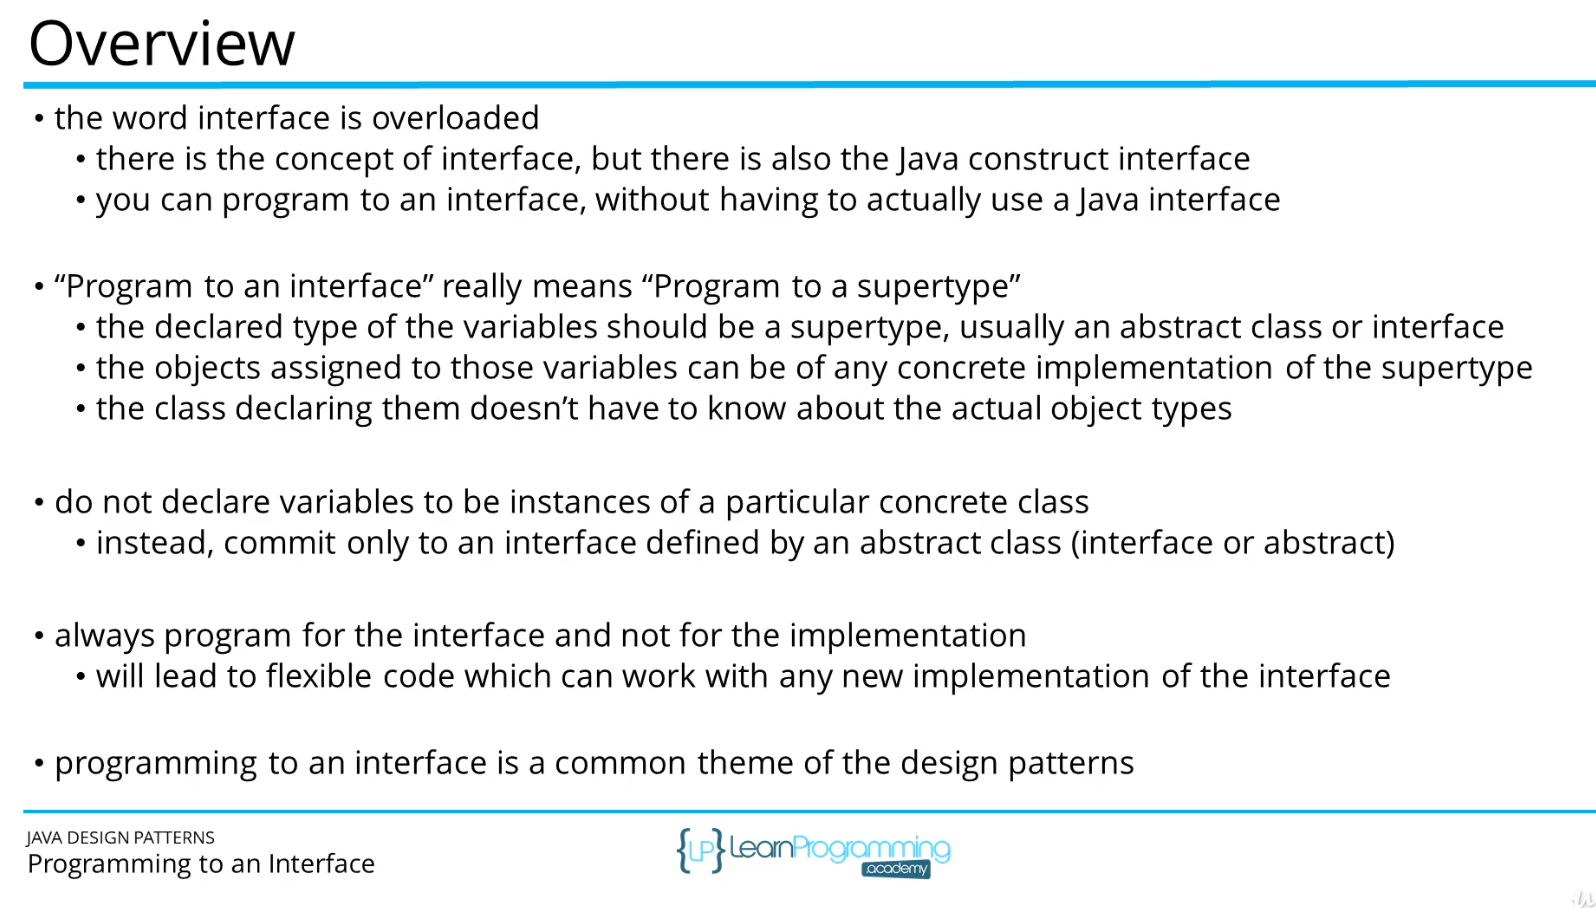 Overview
• the word interface is overloaded
• there is the concept of interface, but there is also the Java construct interface
• you can program to an interface, without having to actually use a Java interface
• “Program to an interface” really means “Program to a supertype”
• the declared type of the variables should be a supertype, usually an abstract class or interface
• the objects assigned to those variables can be of any concrete implementation of the supertype
• the class declaring them doesn’t have to know about the actual object types
• do not declare variables to be instances of a particular concrete class
• instead, commit only to an interface defined by an abstract class (interface or abstract)
• always program for the interface and not for the implementation
• will lead to flexible code which can work with any new implementation of the interface
• programming to an interface is a common theme of the design patterns
JAVA DESIGN PATTERNS
Programming to an Interface
{LP} LearnProgramming
.academy